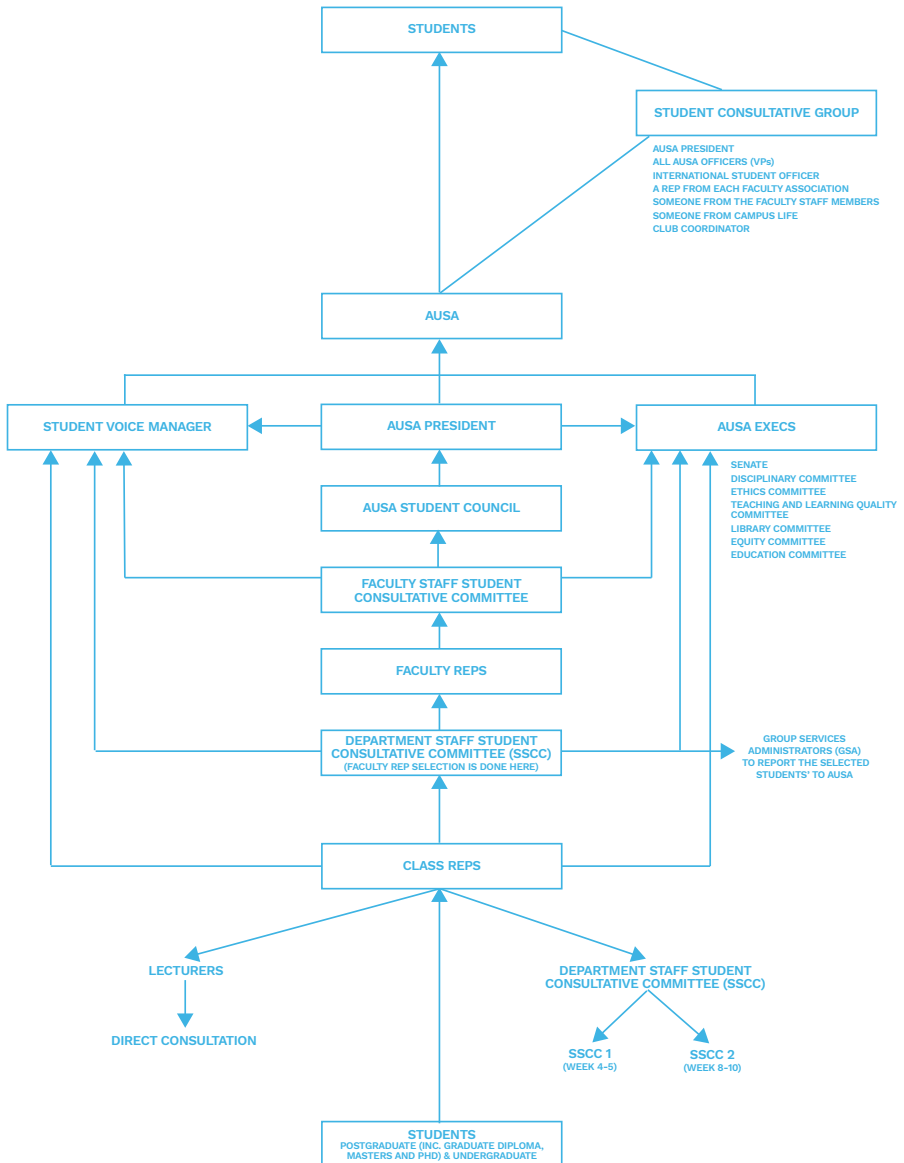 STUDENTS
STUDENT CONSULTATIVE GROUP
AUSA PRESIDENT
ALL AUSA OFFICERS (VPs)
INTERNATIONAL STUDENT OFFICER
A REP FROM EACH FACULTY ASSOCIATION
SOMEONE FROM THE FACULTY STAFF MEMBERS
SOMEONE FROM CAMPUS LIFE
CLUB COORDINATOR
AUSA
STUDENT VOICE MANAGER
AUSA PRESIDENT
AUSA EXECS
SENATE
DISCIPLINARY COMMITTEE
ETHICS COMMITTEE
TEACHING AND LEARNING QUALITY
COMMITTEE
LIBRARY COMMITTEE
EQUITY COMMITTEE
EDUCATION COMMITTEE
AUSA STUDENT COUNCIL
FACULTY STAFF STUDENT
CONSULTATIVE COMMITTEE
FACULTY REPS
DEPARTMENT STAFF STUDENT
CONSULTATIVE COMMITTEE (SSCC)
(FACULTY REP SELECTION IS DONE HERE)
GROUP SERVICES
ADMINISTRATORS (GSA)
TO REPORT THE SELECTED
STUDENTS' TO AUSA
CLASS REPS
LECTURERS
DIRECT CONSULTATION
DEPARTMENT STAFF STUDENT
CONSULTATIVE COMMITTEE (SSCC)
SSCC 1
(WEEK 4-5)
SSCC 2
(WEEK 8-10)
STUDENTS
POSTGRADUATE (INC. GRADUATE DIPLOMA,
MASTERS AND PHD) & UNDERGRADUATE